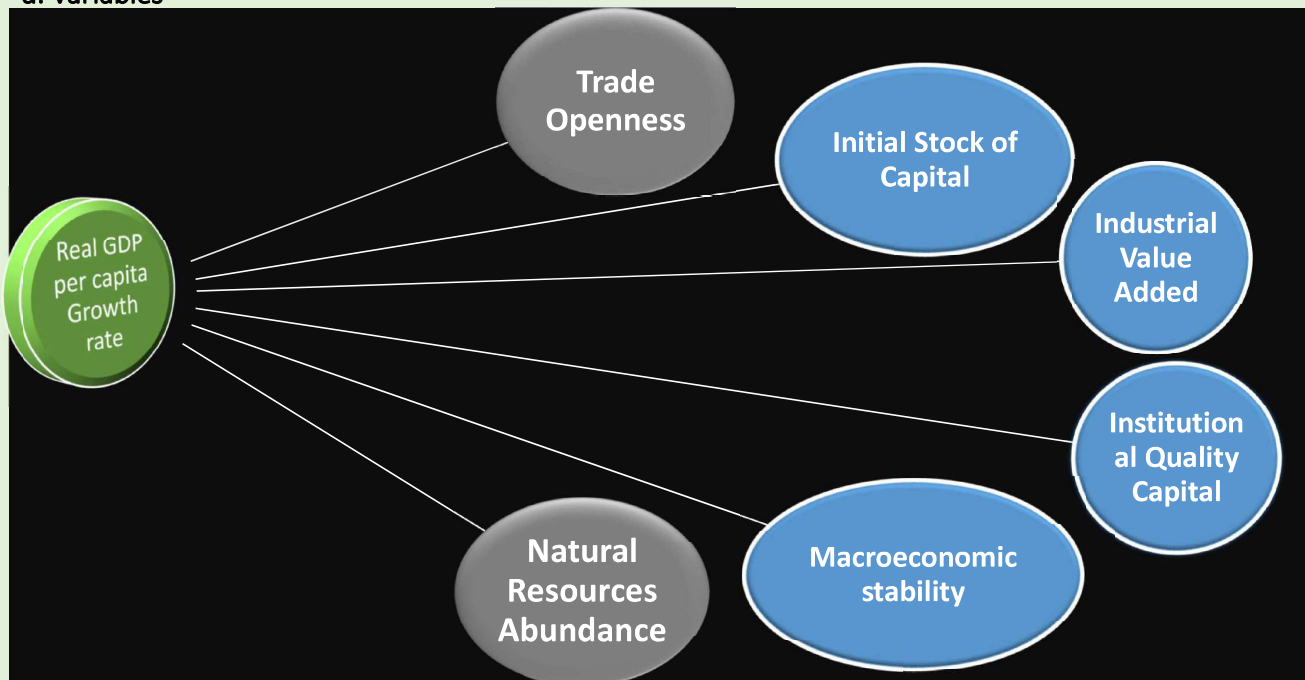 a. Variables
Trade
Openness
Initial Stock of
Capital
Industrial
Value
Added
Real GDP
per capita
Growth
rate
Institution
al Quality
Capital
Macroeconomic
stability
Natural
Resources
Abundance